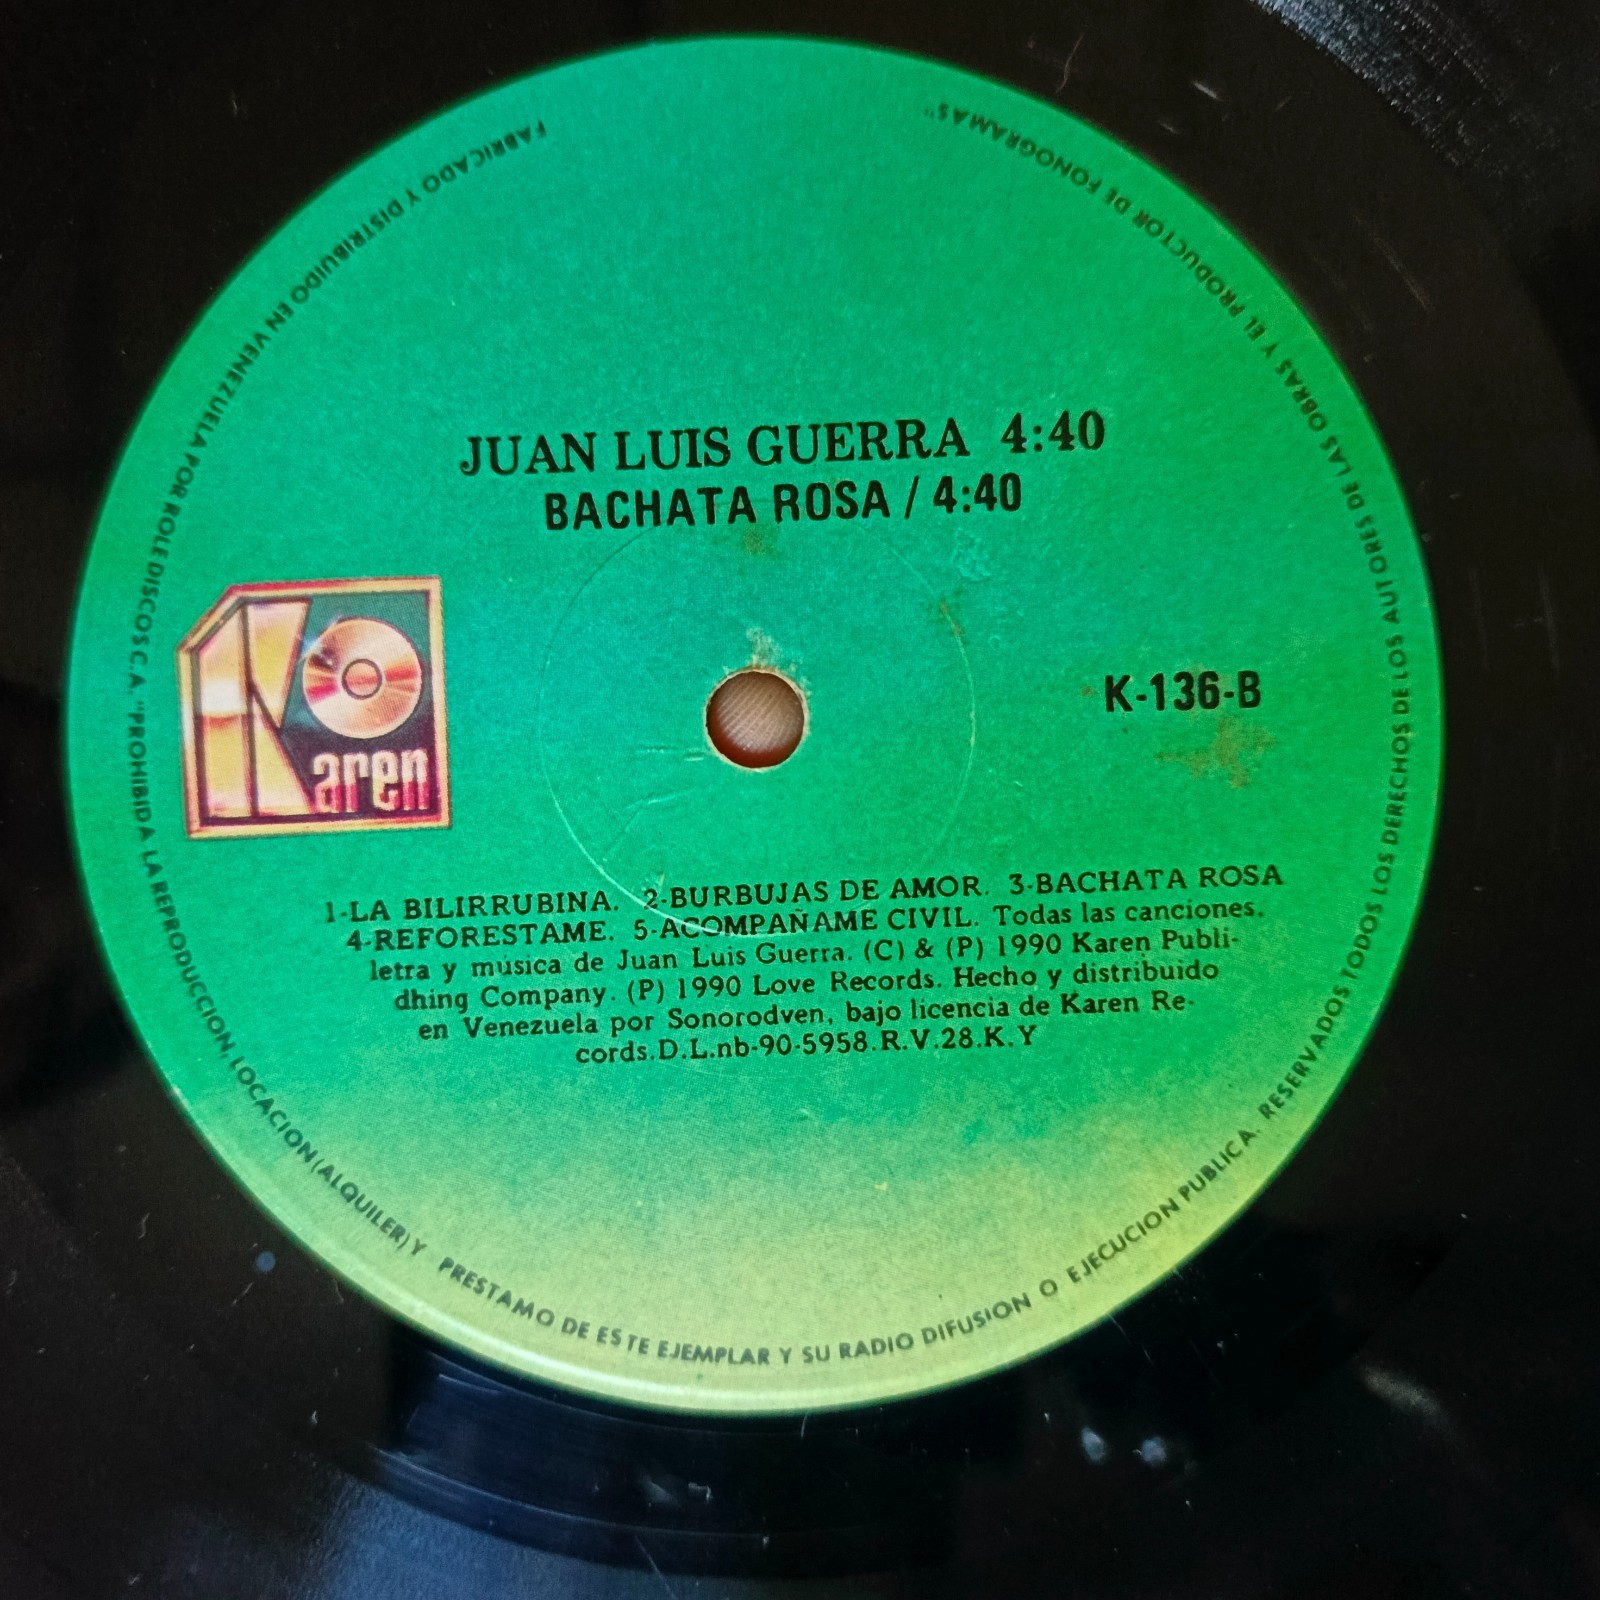 JUAN LUIS GUERRA 4:40
BACHATA ROSA / 4:40
Karen
K-136-B
1-LA BILIRRUBINA. 2-BURBUJAS DE AMOR. 3-BACHATA ROSA
4-REFORESTAME. 5-ACOMPAÑAME CIVIL. Todas las canciones.
letra y música de Juan Luis Guerra. (C) & (P) 1990 Karen Publi-
dhing Company. (P) 1990 Love Records. Hecho y distribuido
en Venezuela por Sonorodven, bajo licencia de Karen Re-
cords.D.L.nb-90-5958.R.V.28.K.Y
FABRICADO Y DISTRIBUIDO EN VENEZUELA POR ROLE DISCOS C.A. "PROHIBIDA LA REPRODUCCION, LOCACION (ALQUILER) Y PRESTAMO DE ESTE EJEMPLAR Y SU RADIO DIFUSION O EJECUCION PUBLICA. RESERVADOS TODOS LOS DERECHOS DE LOS AUTORES DE LAS OBRAS Y EL PRODUCTOR DE FONOGRAMAS"